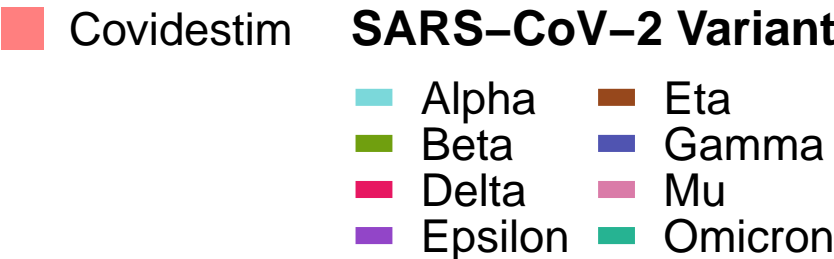 Covidestim SARS–CoV–2 Variant
Alpha Eta
Beta Gamma
Delta Mu
Epsilon Omicron